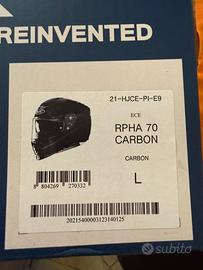 REINVENTED
21-HJCE-PI-E9
ECE
RPHA 70
CARBON
CARBON
L
8 804269 270332
20215400003123140125
subito